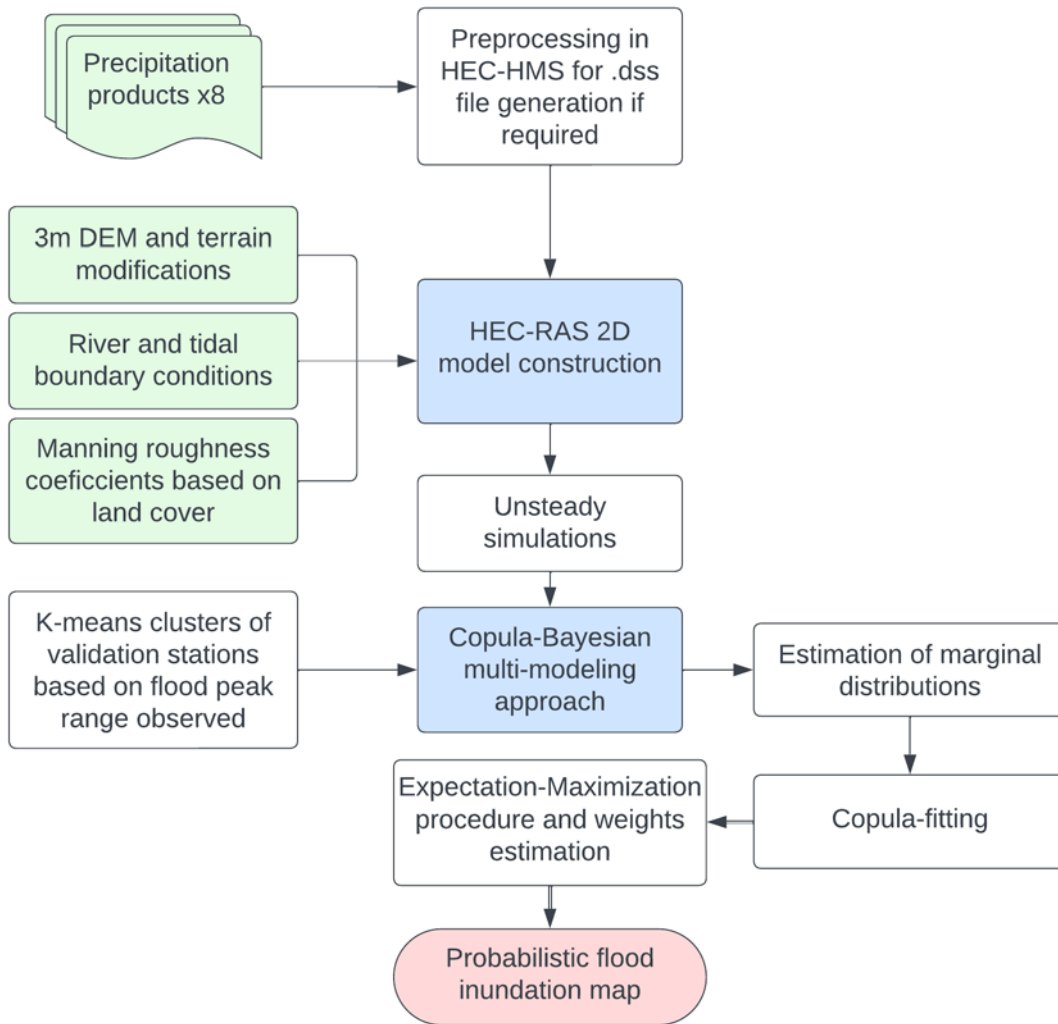 Precipitation
products x8
Preprocessing in
HEC-HMS for .dss
file generation if
required
3m DEM and terrain
modifications
River and tidal
boundary conditions
Manning roughness
coeficcients based on
land cover
HEC-RAS 2D
model construction
Unsteady
simulations
K-means clusters of
validation stations
based on flood peak
range observed
Copula-Bayesian
multi-modeling
approach
Estimation of marginal
distributions
Copula-fitting
Expectation-Maximization
procedure and weights
estimation
Probabilistic flood
inundation map